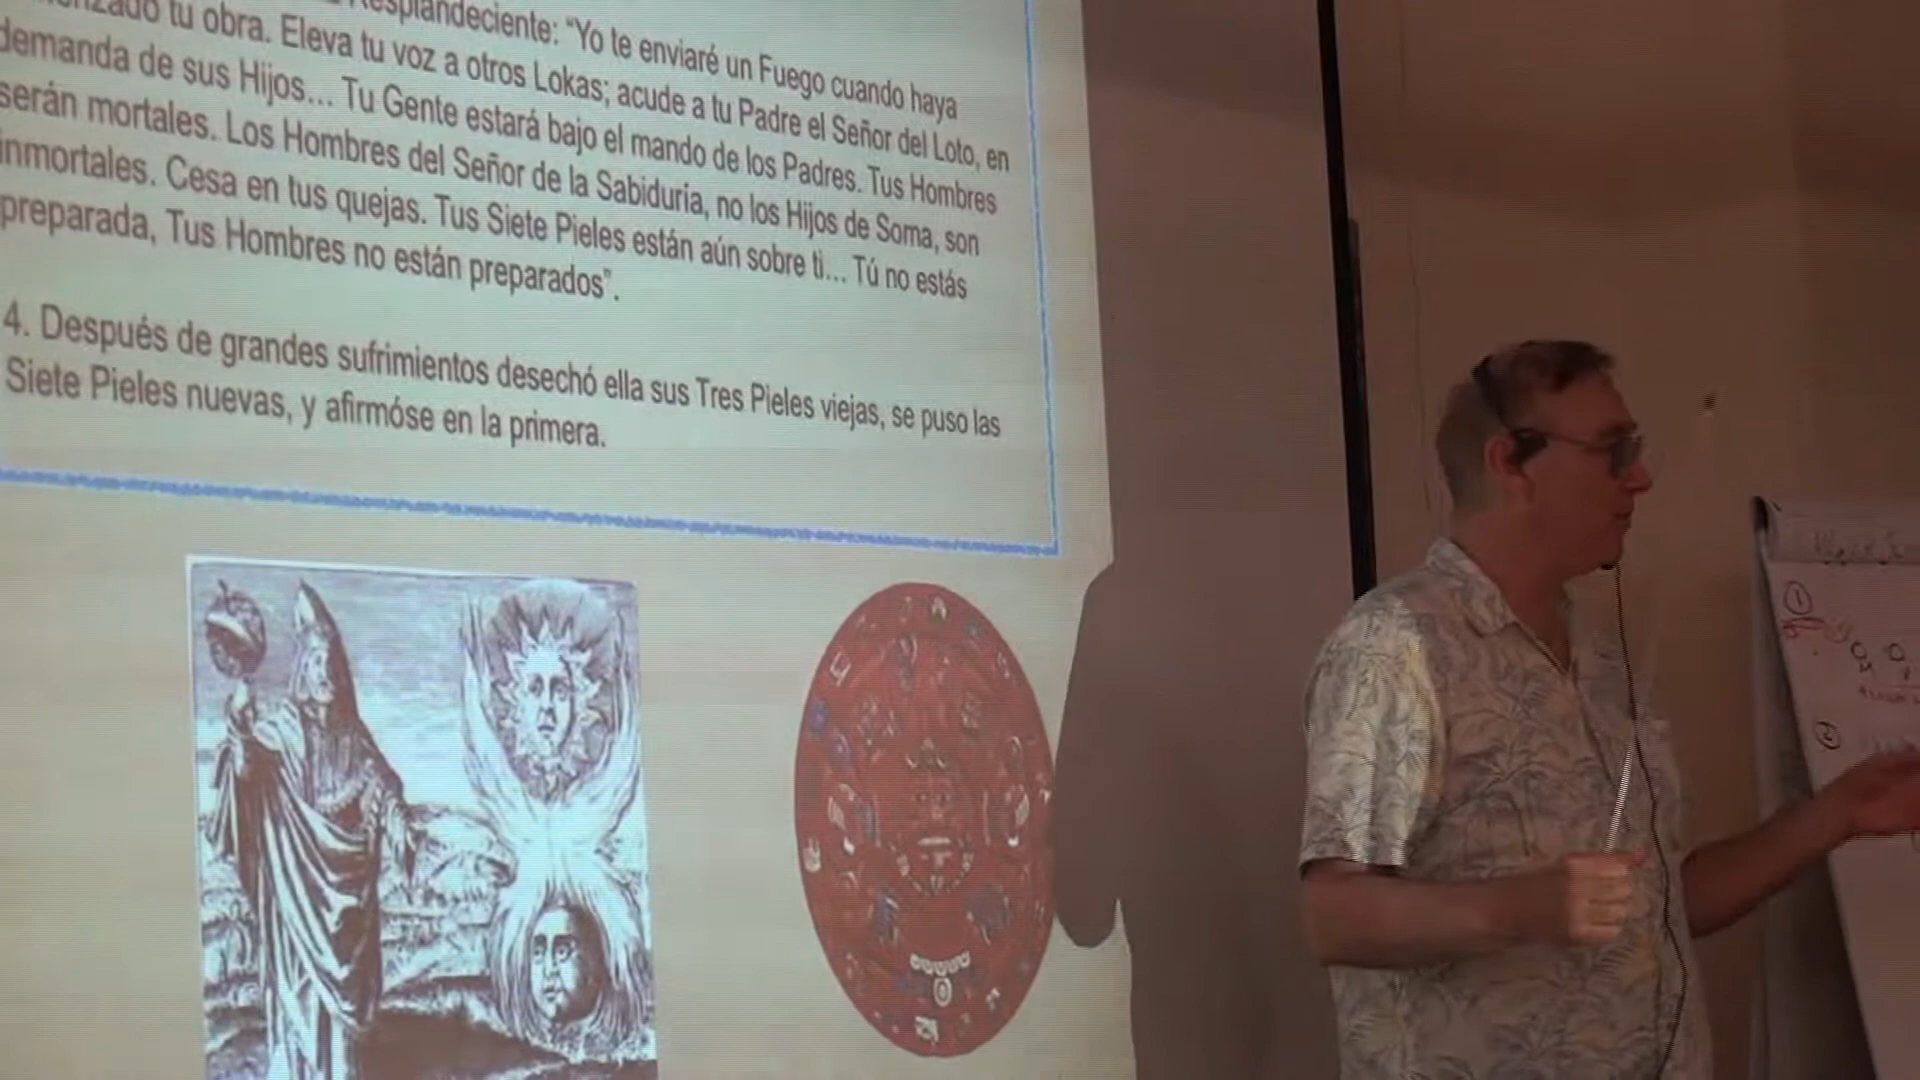 Resplandeciente: “Yo te enviaré un Fuego cuando haya
tu obra. Eleva tu voz a otros Lokas; acude a tu Padre el Señor del Loto, en
demanda de sus Hijos... Tu Gente estará bajo el mando de los Padres. Tus Hombres
serán mortales. Los Hombres del Señor de la Sabiduría, no los Hijos de Soma, son
inmortales. Cesa en tus quejas. Tus Siete Pieles están aún sobre ti... Tú no estás
preparada, Tus Hombres no están preparados”.
4. Después de grandes sufrimientos desechó ella sus Tres Pieles viejas, se puso las
Siete Pieles nuevas, y afirmóse en la primera.
1
2